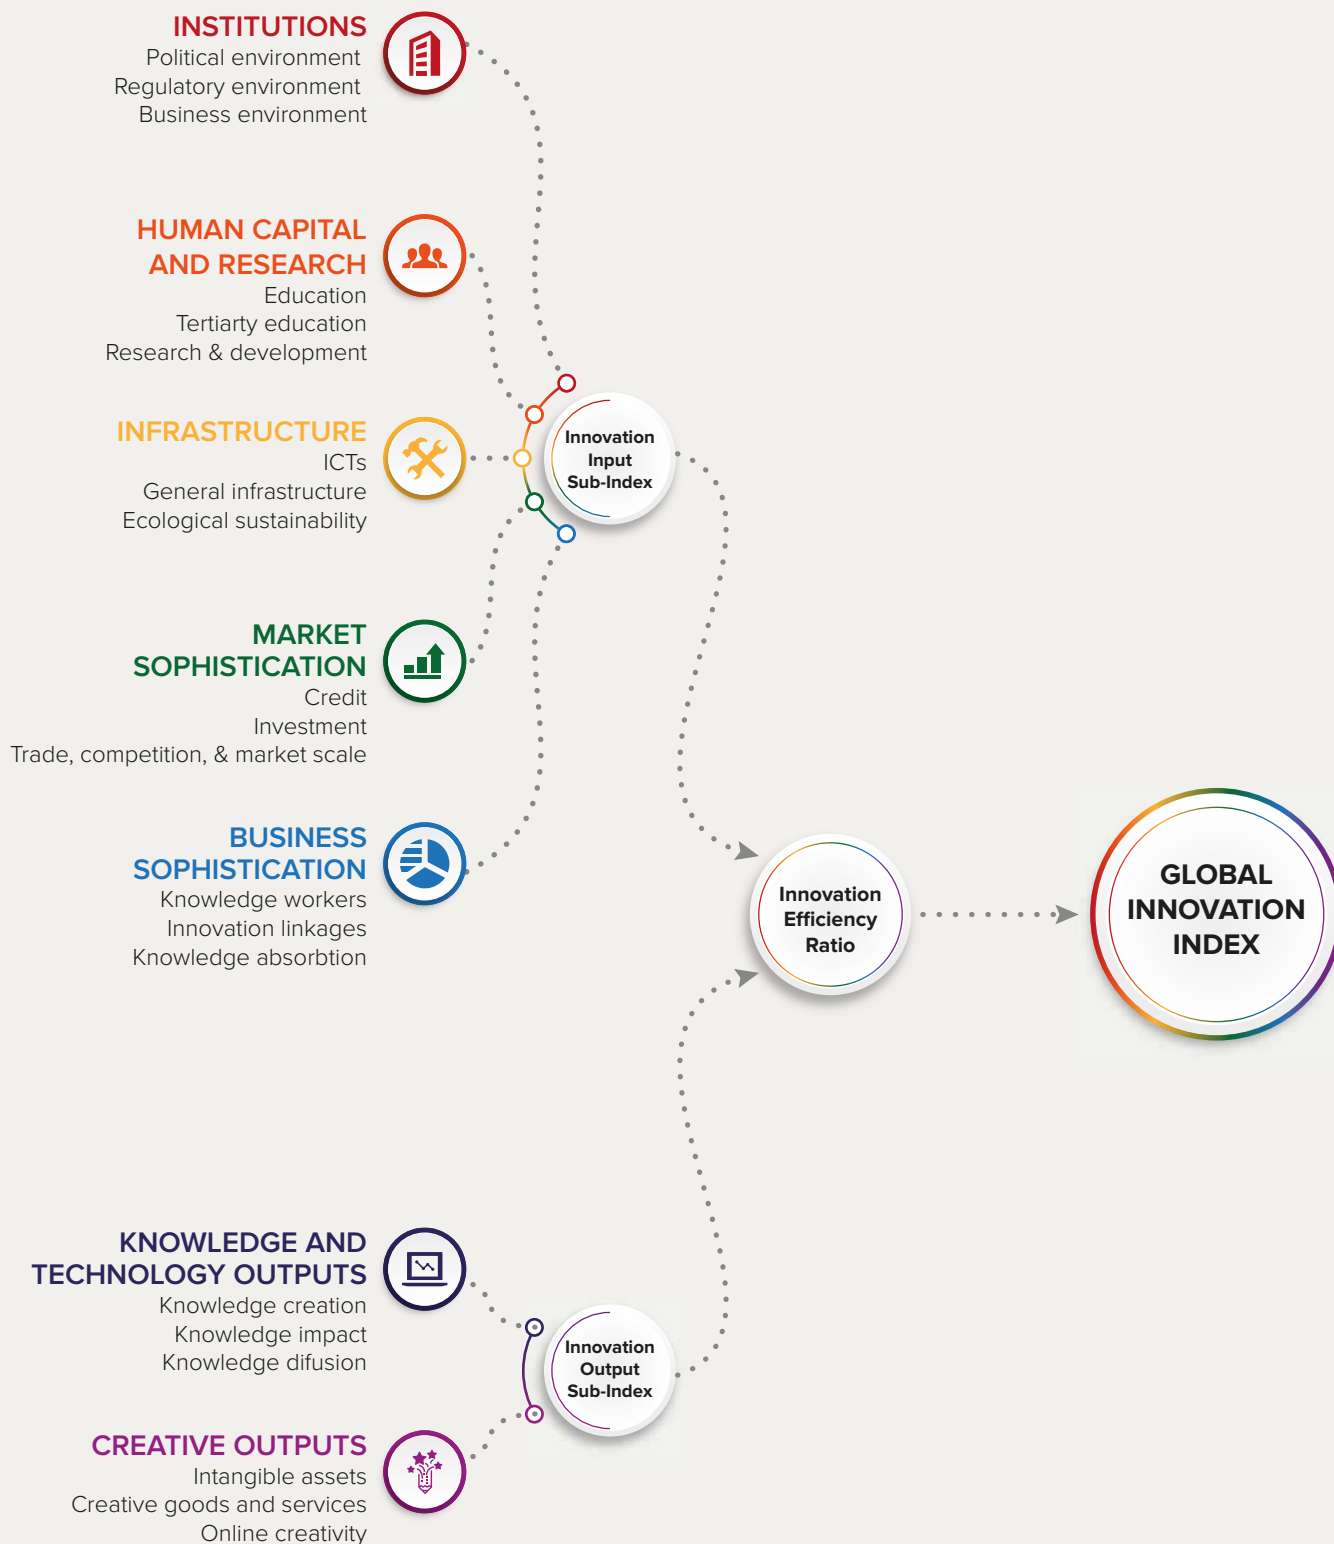 INSTITUTIONS
Political environment
Regulatory environment
Business environment
HUMAN CAPITAL
AND RESEARCH
Education
Tertiarty education
Research & development
INFRASTRUCTURE
ICTs
General infrastructure
Ecological sustainability
MARKET
SOPHISTICATION
Credit
Investment
Trade, competition, & market scale
BUSINESS
SOPHISTICATION
Knowledge workers
Innovation linkages
Knowledge absorbtion
KNOWLEDGE AND
TECHNOLOGY OUTPUTS
Knowledge creation
Knowledge impact
Knowledge difusion
CREATIVE OUTPUTS
Intangible assets
Creative goods and services
Online creativity
Innovation
Input
Sub-Index
Innovation
Output
Sub-Index
Innovation
Efficiency
Ratio
GLOBAL
INNOVATION
INDEX